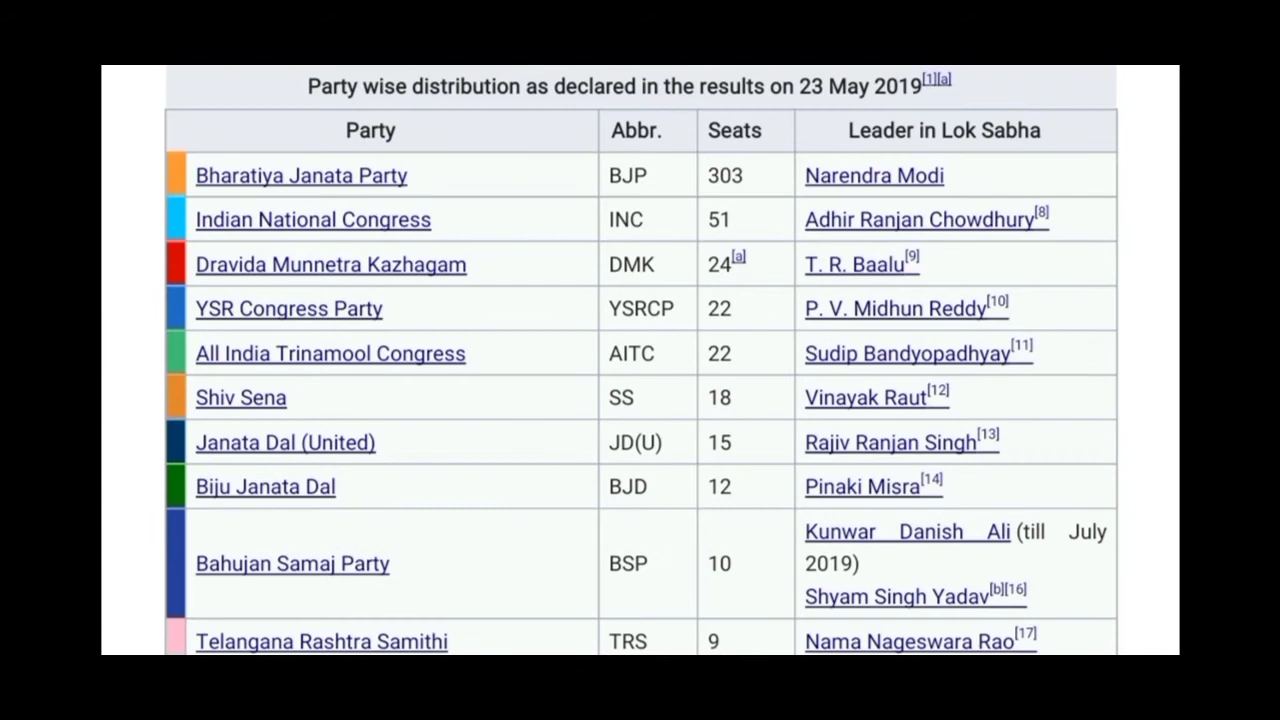 Party wise distribution as declared in the results on 23 May 2019[1][a]
Party Abbr. Seats Leader in Lok Sabha
Bharatiya Janata Party BJP 303 Narendra Modi
Indian National Congress INC 51 Adhir Ranjan Chowdhury[8]
Dravida Munnetra Kazhagam DMK 24[a] T. R. Baalu[9]
YSR Congress Party YSRCP 22 P. V. Midhun Reddy[10]
All India Trinamool Congress AITC 22 Sudip Bandyopadhyay[11]
Shiv Sena SS 18 Vinayak Raut[12]
Janata Dal (United) JD(U) 15 Rajiv Ranjan Singh[13]
Biju Janata Dal BJD 12 Pinaki Misra[14]
Bahujan Samaj Party BSP 10 Kunwar Danish Ali (till July
2019)
Shyam Singh Yadav[b][16]
Telangana Rashtra Samithi TRS 9 Nama Nageswara Rao[17]